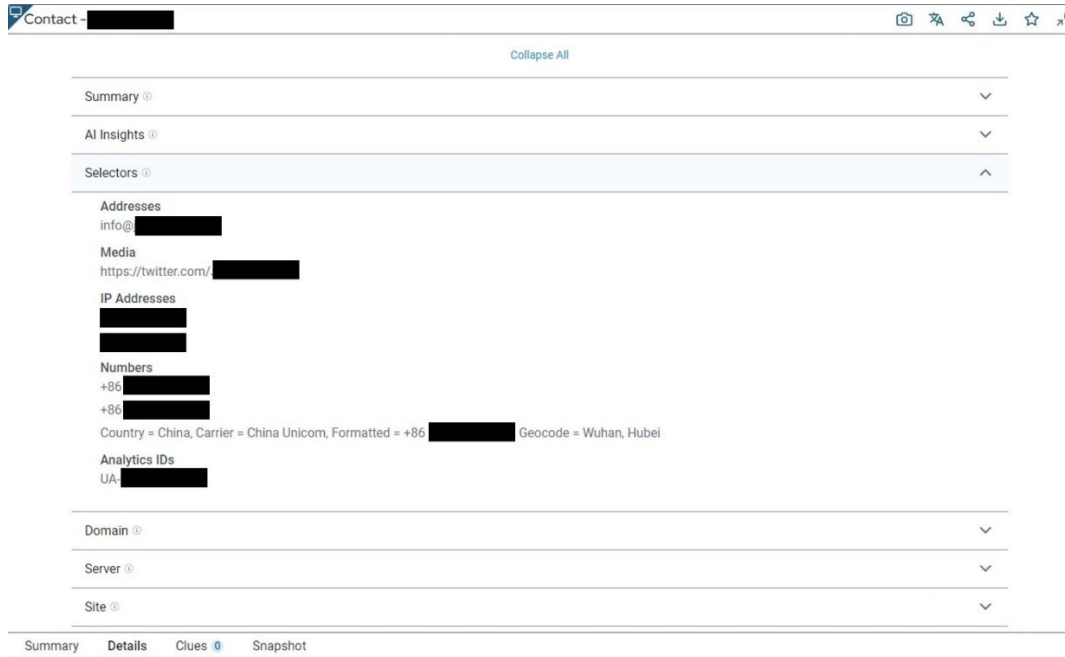 Contact -
Collapse All
Summary
AI Insights
Selectors
Addresses
info@
Media
https://twitter.com/
IP Addresses
Numbers
+86
+86
Country = China, Carrier = China Unicom, Formatted = +86 Geocode = Wuhan, Hubei
Analytics IDs
UA-
Domain
Server
Site
Summary Details Clues 0 Snapshot